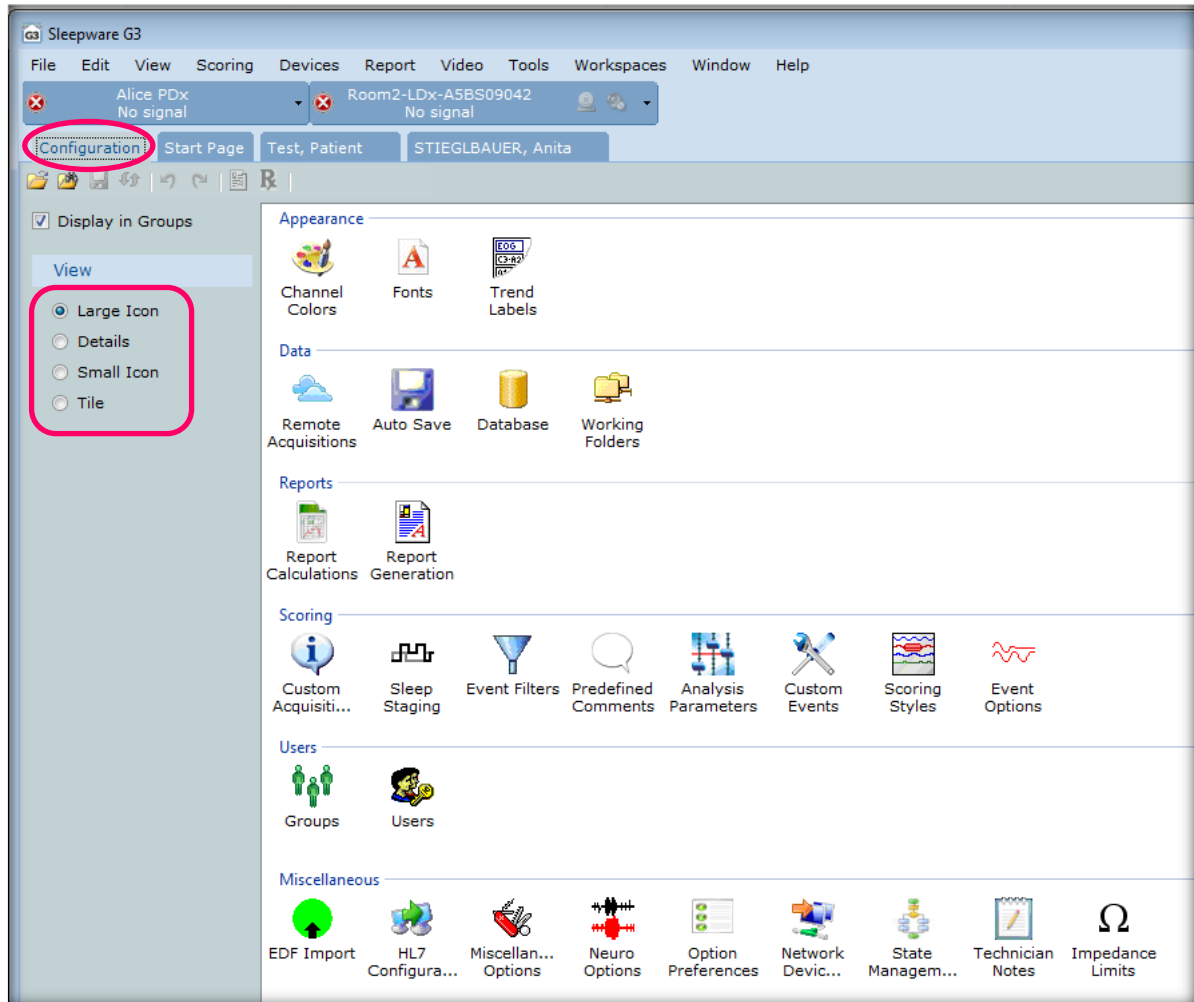 G3 Sleepware G3
File Edit View Scoring Devices Report Video Tools Workspaces Window Help
Alice PDx
No signal
Room2-LDx-A5BS09042
No signal
Configuration Start Page Test, Patient STIEGLBAUER, Anita
Display in Groups
View
Large Icon
Details
Small Icon
Tile
Appearance
EOG
C3-A2
Channel Colors
Fonts
Trend Labels
Data
Remote Acquisitions
Auto Save
Database
Working Folders
Reports
Report Calculations
Report Generation
Scoring
Custom Acquisiti...
Sleep Staging
Event Filters
Predefined Comments
Analysis Parameters
Custom Events
Scoring Styles
Event Options
Users
Groups
Users
Miscellaneous
EDF Import
HL7 Configura...
Miscellan... Options
Neuro Options
Option Preferences
Network Devic...
State Managem...
Technician Notes
Ω
Impedance Limits